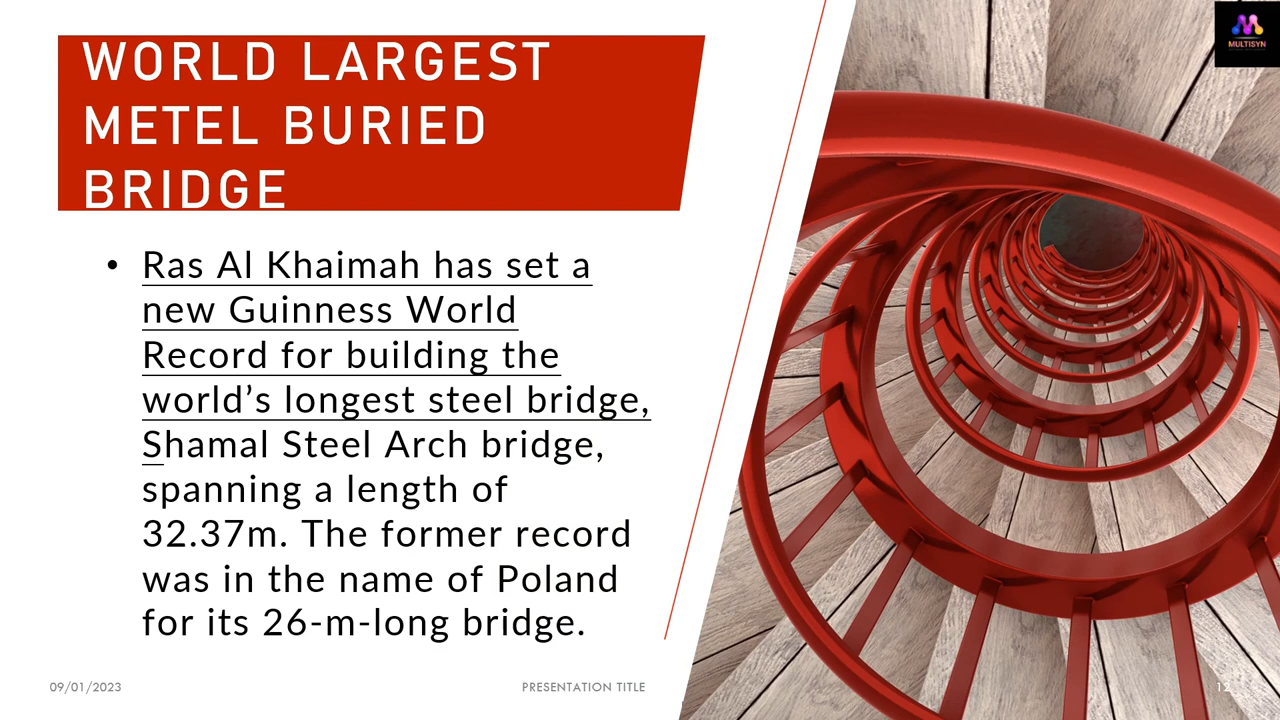 WORLD LARGEST
METEL BURIED
BRIDGE
• Ras Al Khaimah has set a
new Guinness World
Record for building the
world’s longest steel bridge,
Shamal Steel Arch bridge,
spanning a length of
32.37m. The former record
was in the name of Poland
for its 26-m-long bridge.
09/01/2023
PRESENTATION TITLE
MULTISYN